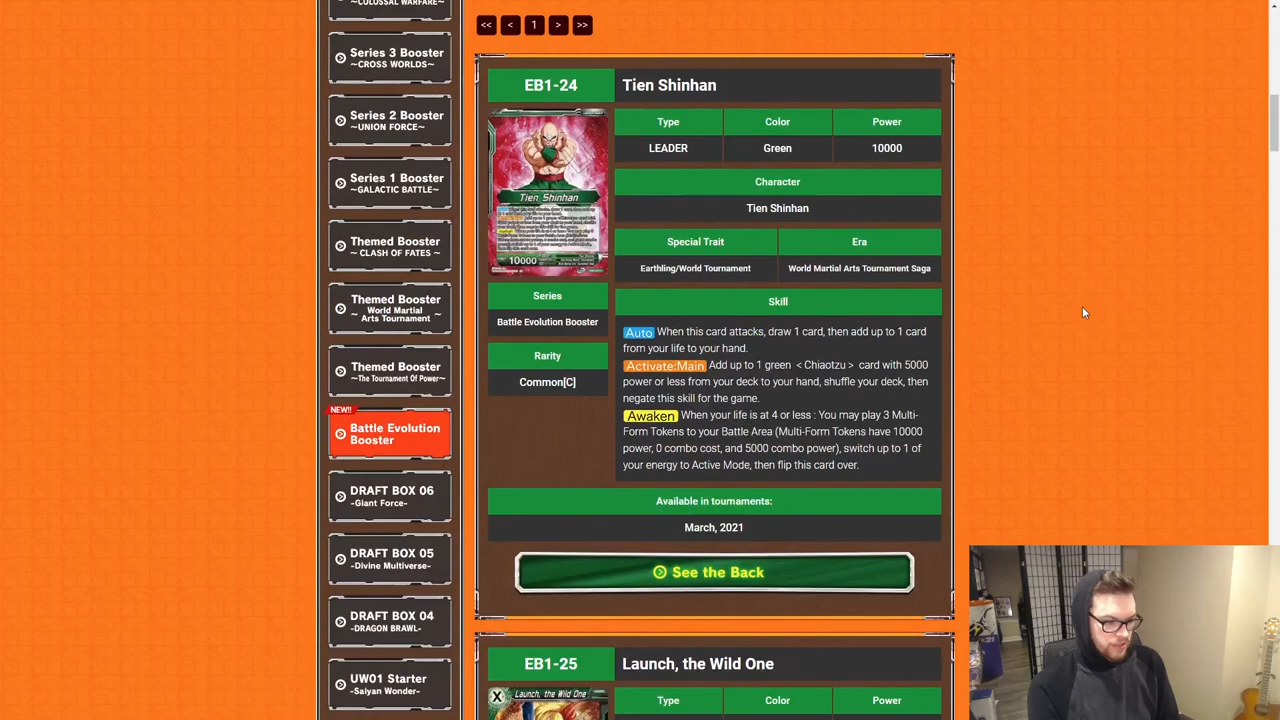 ~COLOSSAL WARFARE~
Series 3 Booster
~CROSS WORLDS~
Series 2 Booster
~UNION FORCE~
Series 1 Booster
~GALACTIC BATTLE~
Themed Booster
~ CLASH OF FATES ~
Themed Booster
~ World Martial Arts Tournament ~
Themed Booster
~The Tournament Of Power~
NEW!!
Battle Evolution
Booster
DRAFT BOX 06
-Giant Force-
DRAFT BOX 05
-Divine Multiverse-
DRAFT BOX 04
-DRAGON BRAWL-
UW01 Starter
-Saiyan Wonder-
<< < 1 > >>
EB1-24 Tien Shinhan
Type Color Power
LEADER Green 10000
Character
Tien Shinhan
Special Trait Era
Earthling/World Tournament World Martial Arts Tournament Saga
Tien Shinhan
10000
Series
Battle Evolution Booster
Rarity
Common[C]
Skill
Auto When this card attacks, draw 1 card, then add up to 1 card
from your life to your hand.
Activate:Main Add up to 1 green < Chiaotzu > card with 5000
power or less from your deck to your hand, shuffle your deck, then
negate this skill for the game.
Awaken When your life is at 4 or less : You may play 3 Multi-
Form Tokens to your Battle Area (Multi-Form Tokens have 10000
power, 0 combo cost, and 5000 combo power), switch up to 1 of
your energy to Active Mode, then flip this card over.
Available in tournaments:
March, 2021
See the Back
EB1-25 Launch, the Wild One
Type Color Power
X Launch, the Wild One